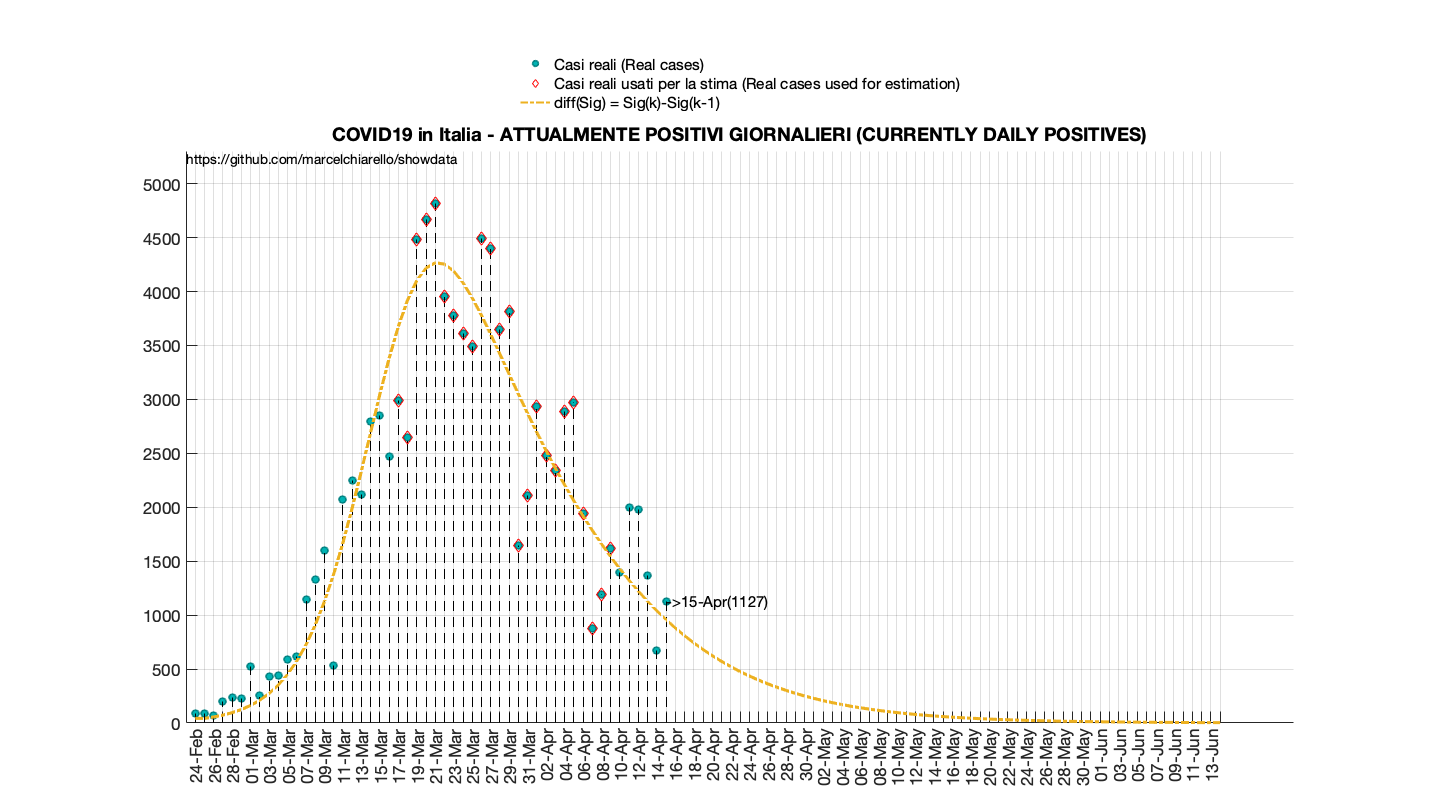 Casi reali (Real cases)
Casi reali usati per la stima (Real cases used for estimation)
diff(Sig) = Sig(k)-Sig(k-1)
COVID19 in Italia - ATTUALMENTE POSITIVI GIORNALIERI (CURRENTLY DAILY POSITIVES)
https://github.com/marcelchiarello/showdata
5000
4500
4000
3500
3000
2500
2000
1500
1000
500
0
->15-Apr(1127)
24-Feb
26-Feb
28-Feb
01-Mar
03-Mar
05-Mar
07-Mar
09-Mar
11-Mar
13-Mar
15-Mar
17-Mar
19-Mar
21-Mar
23-Mar
25-Mar
27-Mar
29-Mar
31-Mar
02-Apr
04-Apr
06-Apr
08-Apr
10-Apr
12-Apr
14-Apr
16-Apr
18-Apr
20-Apr
22-Apr
24-Apr
26-Apr
28-Apr
30-Apr
02-May
04-May
06-May
08-May
10-May
12-May
14-May
16-May
18-May
20-May
22-May
24-May
26-May
28-May
30-May
01-Jun
03-Jun
05-Jun
07-Jun
09-Jun
11-Jun
13-Jun